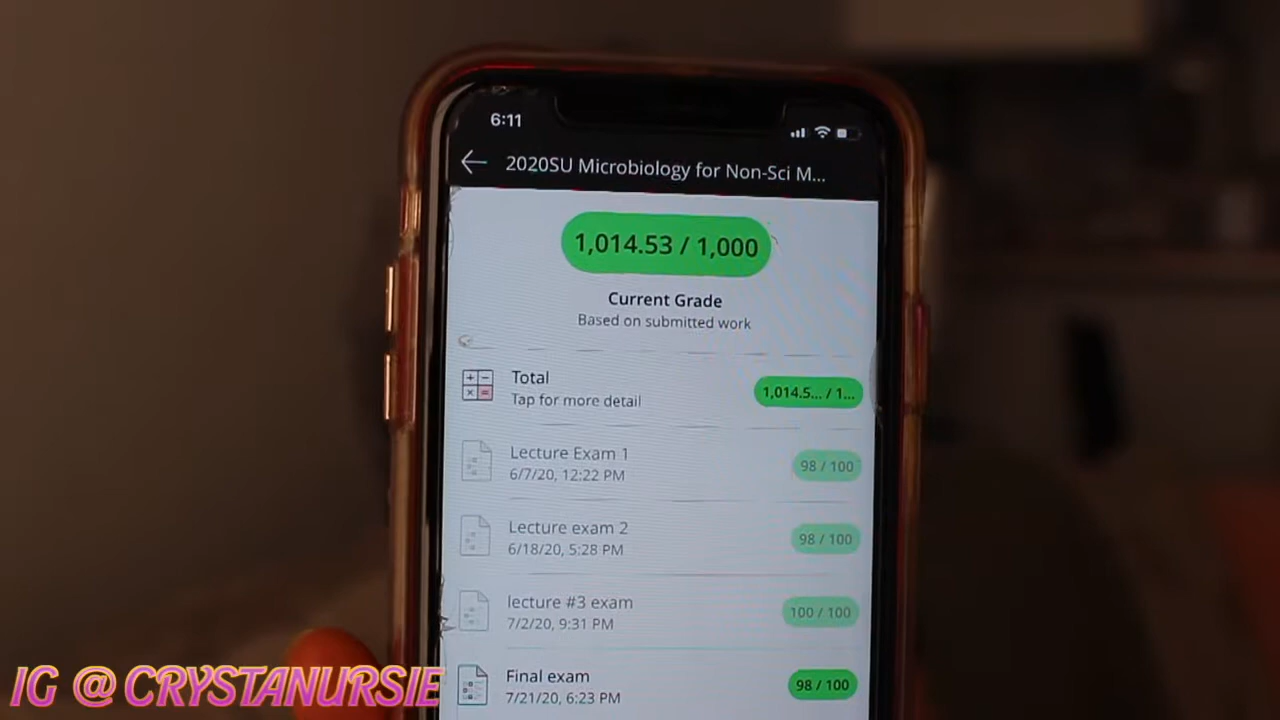 6:11
2020SU Microbiology for Non-Sci M...
1,014.53 / 1,000
Current Grade
Based on submitted work
Total
Tap for more detail
1,014.5... / 1...
Lecture Exam 1
6/7/20, 12:22 PM
98 / 100
Lecture exam 2
6/18/20, 5:28 PM
98 / 100
lecture #3 exam
7/2/20, 9:31 PM
100 / 100
Final exam
7/21/20, 6:23 PM
98 / 100
IG @ CRYSTANURSIE